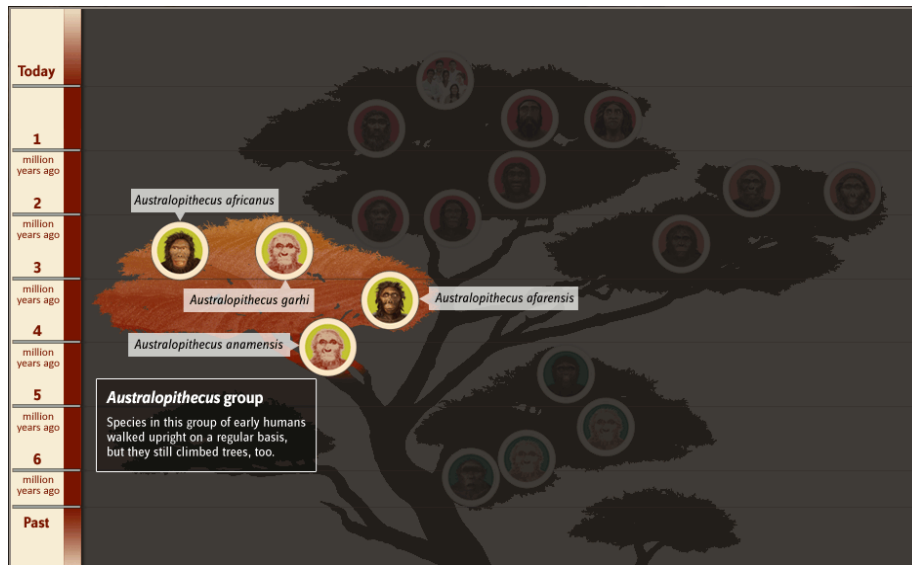 Today
1
million
years ago
2
million
years ago
3
million
years ago
4
million
years ago
5
million
years ago
6
million
years ago
Past
Australopithecus africanus
Australopithecus garhi
Australopithecus afarensis
Australopithecus anamensis
Australopithecus group
Species in this group of early humans
walked upright on a regular basis,
but they still climbed trees, too.